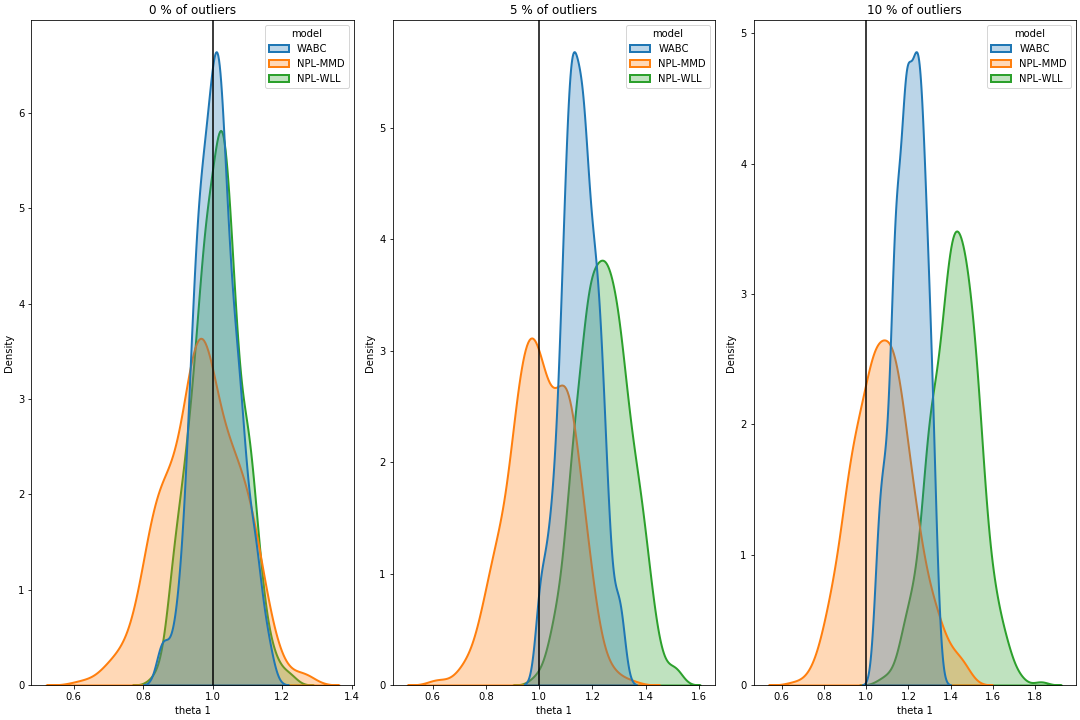 0 % of outliers
model
WABC
NPL-MMD
NPL-WLL
Density
6
5
4
3
2
1
0
0.6 0.8 1.0 1.2 1.4
theta 1
5 % of outliers
model
WABC
NPL-MMD
NPL-WLL
Density
5
4
3
2
1
0
0.6 0.8 1.0 1.2 1.4 1.6
theta 1
10 % of outliers
model
WABC
NPL-MMD
NPL-WLL
Density
5
4
3
2
1
0
0.6 0.8 1.0 1.2 1.4 1.6 1.8
theta 1